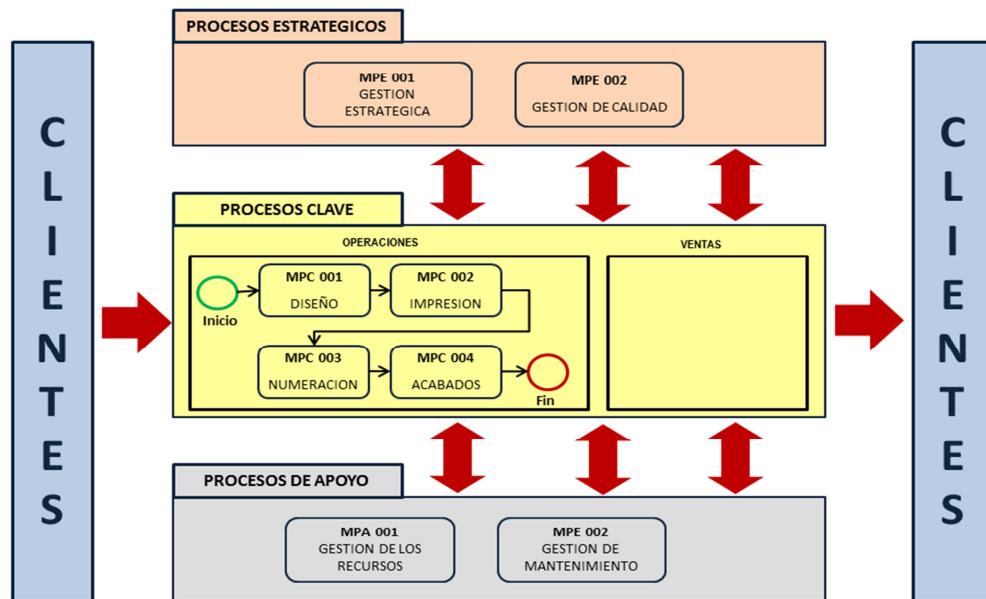 CLIENTES
PROCESOS ESTRATEGICOS
MPE 001
GESTION
ESTRATEGICA
MPE 002
GESTION DE CALIDAD
PROCESOS CLAVE
OPERACIONES
Inicio
MPC 001
DISEÑO
MPC 002
IMPRESION
MPC 003
NUMERACION
MPC 004
ACABADOS
Fin
VENTAS
PROCESOS DE APOYO
MPA 001
GESTION DE LOS
RECURSOS
MPE 002
GESTION DE
MANTENIMIENTO
CLIENTES